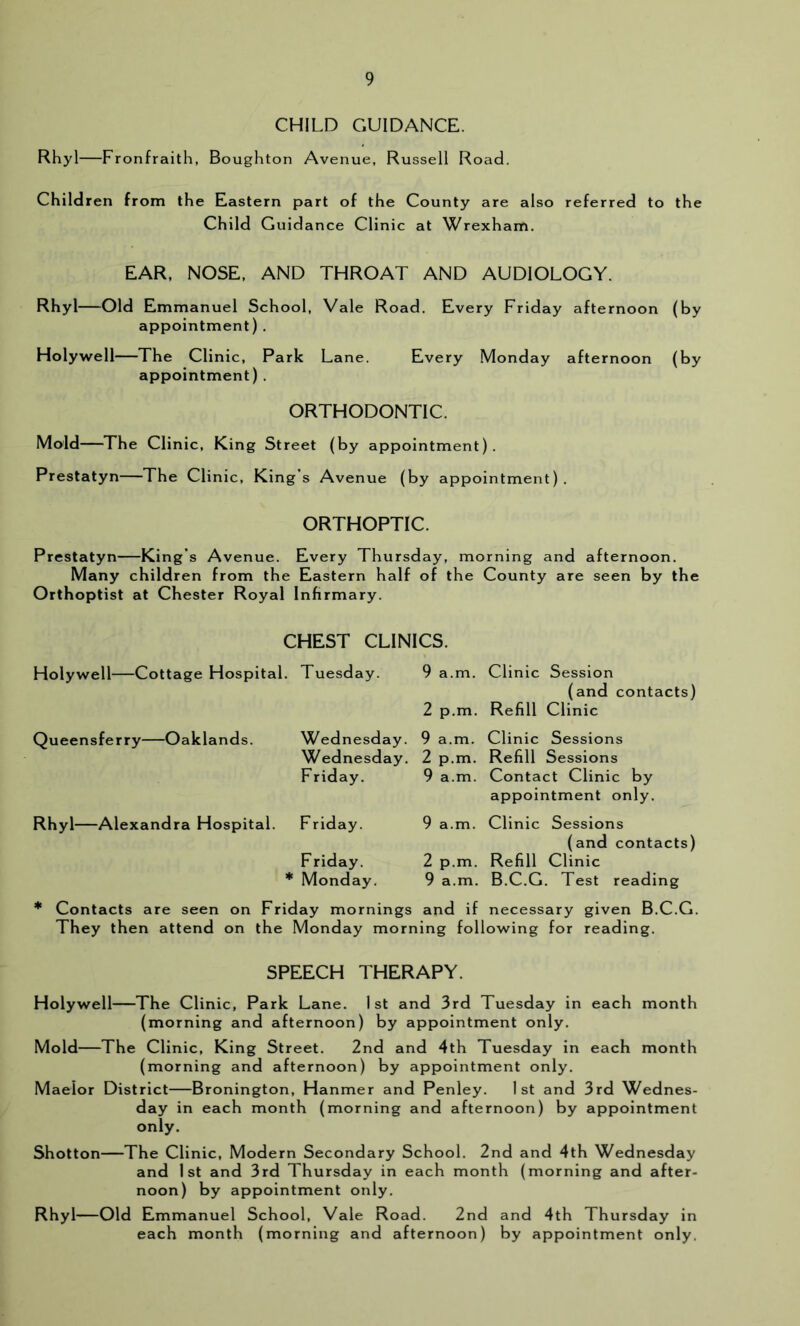 9
CHILD GUIDANCE.
Rhyl—Fronfraith, Boughton Avenue, Russell Road.
Children from the Eastern part of the County are also referred to the
Child Guidance Clinic at Wrexham.
EAR, NOSE, AND THROAT AND AUDIOLOGY.
Rhyl—Old Emmanuel School, Vale Road. Every Friday afternoon (by
appointment).
Holywell—The Clinic, Park Lane. Every Monday afternoon (by
appointment).
ORTHODONTIC.
Mold—The Clinic, King Street (by appointment).
Prestatyn—The Clinic, King's Avenue (by appointment).
ORTHOPTIC.
Prestatyn—King's Avenue. Every Thursday, morning and afternoon.
Many children from the Eastern half of the County are seen by the
Orthoptist at Chester Royal Infirmary.
CHEST CLINICS.
Holywell—Cottage Hospital. Tuesday. 9 a.m. Clinic Session
(and contacts)
2 p.m. Refill Clinic
Queensferry—Oaklands. Wednesday. 9 a.m. Clinic Sessions
Wednesday. 2 p.m. Refill Sessions
Friday. 9 a.m. Contact Clinic by
appointment only.
Rhyl—Alexandra Hospital. Friday. 9 a.m. Clinic Sessions
(and contacts)
Friday. 2 p.m. Refill Clinic
* Monday. 9 a.m. B.C.G. Test reading
* Contacts are seen on Friday mornings and if necessary given B.C.G.
They then attend on the Monday morning following for reading.
SPEECH THERAPY.
Holywell—The Clinic, Park Lane. 1st and 3rd Tuesday in each month
(morning and afternoon) by appointment only.
Mold—The Clinic, King Street. 2nd and 4th Tuesday in each month
(morning and afternoon) by appointment only.
Maelor District—Bronington, Hanmer and Penley. 1st and 3rd Wednes-
day in each month (morning and afternoon) by appointment
only.
Shotton—The Clinic, Modern Secondary School. 2nd and 4th Wednesday
and 1st and 3rd Thursday in each month (morning and after-
noon) by appointment only.
Rhyl—Old Emmanuel School, Vale Road. 2nd and 4th Thursday in
each month (morning and afternoon) by appointment only.